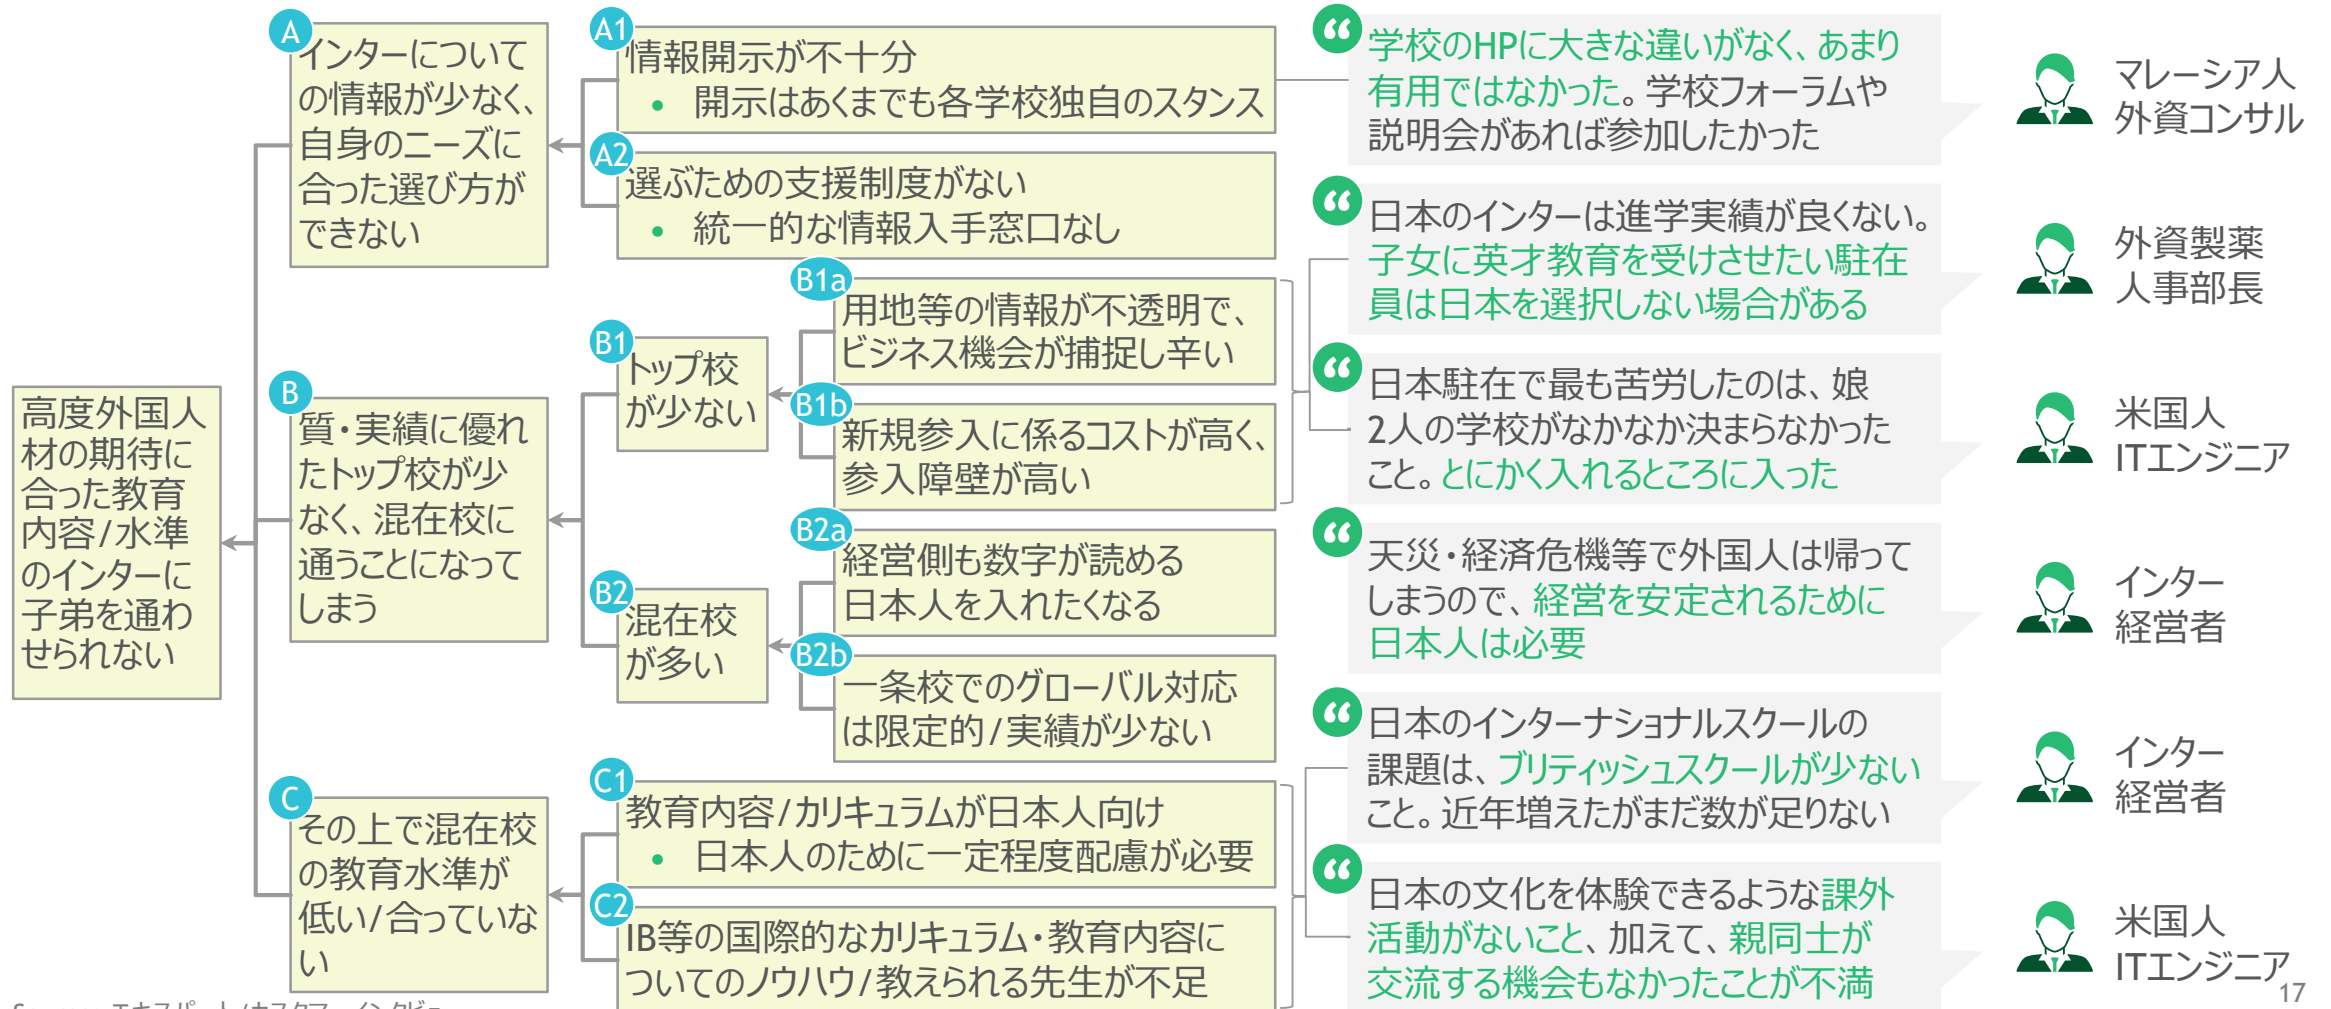 高度外国人
材の期待に
合った教育
内容/水準
のインターに
子弟を通わ
せられない
A
インターについて
の情報が少なく、
自身のニーズに
合った選び方が
できない
B
質・実績に優れ
たトップ校が少
なく、混在校に
通うことになって
しまう
C
その上で混在校
の教育水準が
低い/合っていな
い
A1
情報開示が不十分
• 開示はあくまでも各学校独自のスタンス
A2
選ぶための支援制度がない
• 統一的な情報入手窓口なし
B1
トップ校
が少ない
B1a
用地等の情報が不透明で、
ビジネス機会が捕捉し辛い
B1b
新規参入に係るコストが高く、
参入障壁が高い
B2
混在校
が多い
B2a
経営側も数字が読める
日本人を入れたくなる
B2b
一条校でのグローバル対応
は限定的/実績が少ない
C1
教育内容/カリキュラムが日本人向け
• 日本人のために一定程度配慮が必要
C2
IB等の国際的なカリキュラム・教育内容に
ついてのノウハウ/教えられる先生が不足
“
学校のHPに大きな違いがなく、あまり
有用ではなかった。学校フォーラムや
説明会があれば参加したかった
マレーシア人
外資コンサル
“
日本のインターは進学実績が良くない。
子女に英才教育を受けさせたい駐在
員は日本を選択しない場合がある
外資製薬
人事部長
“
日本駐在で最も苦労したのは、娘
2人の学校がなかなか決まらなかった
こと。とにかく入れるところに入った
米国人
ITエンジニア
“
天災・経済危機等で外国人は帰って
しまうので、経営を安定されるために
日本人は必要
インター
経営者
“
日本のインターナショナルスクールの
課題は、ブリティッシュスクールが少ない
こと。近年増えたがまだ数が足りない
インター
経営者
“
日本の文化を体験できるような課外
活動がないこと、加えて、親同士が
交流する機会もなかったことが不満
米国人
ITエンジニア
17